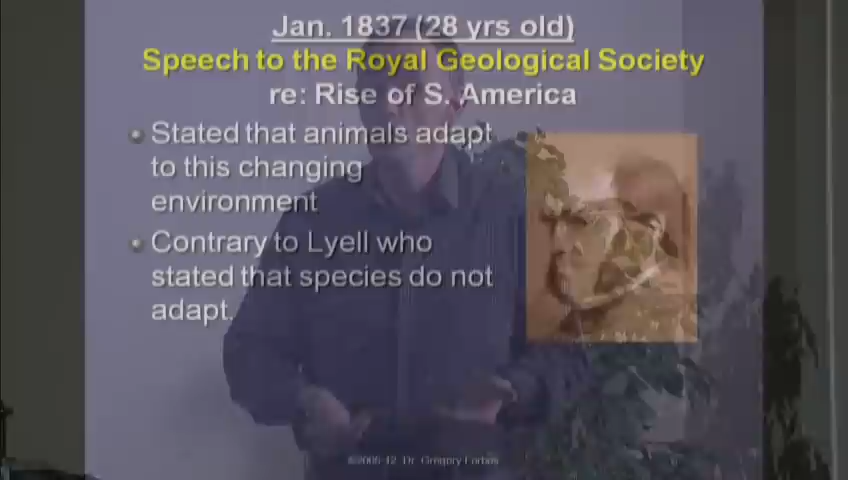 Jan. 1837 (28 yrs old)
Speech to the Royal Geological Society
re: Rise of S. America
Stated that animals adapt
to this changing
environment
Contrary to Lyell who
stated that species do not
adapt.
©2006-12 Dr. Gregory Forbes